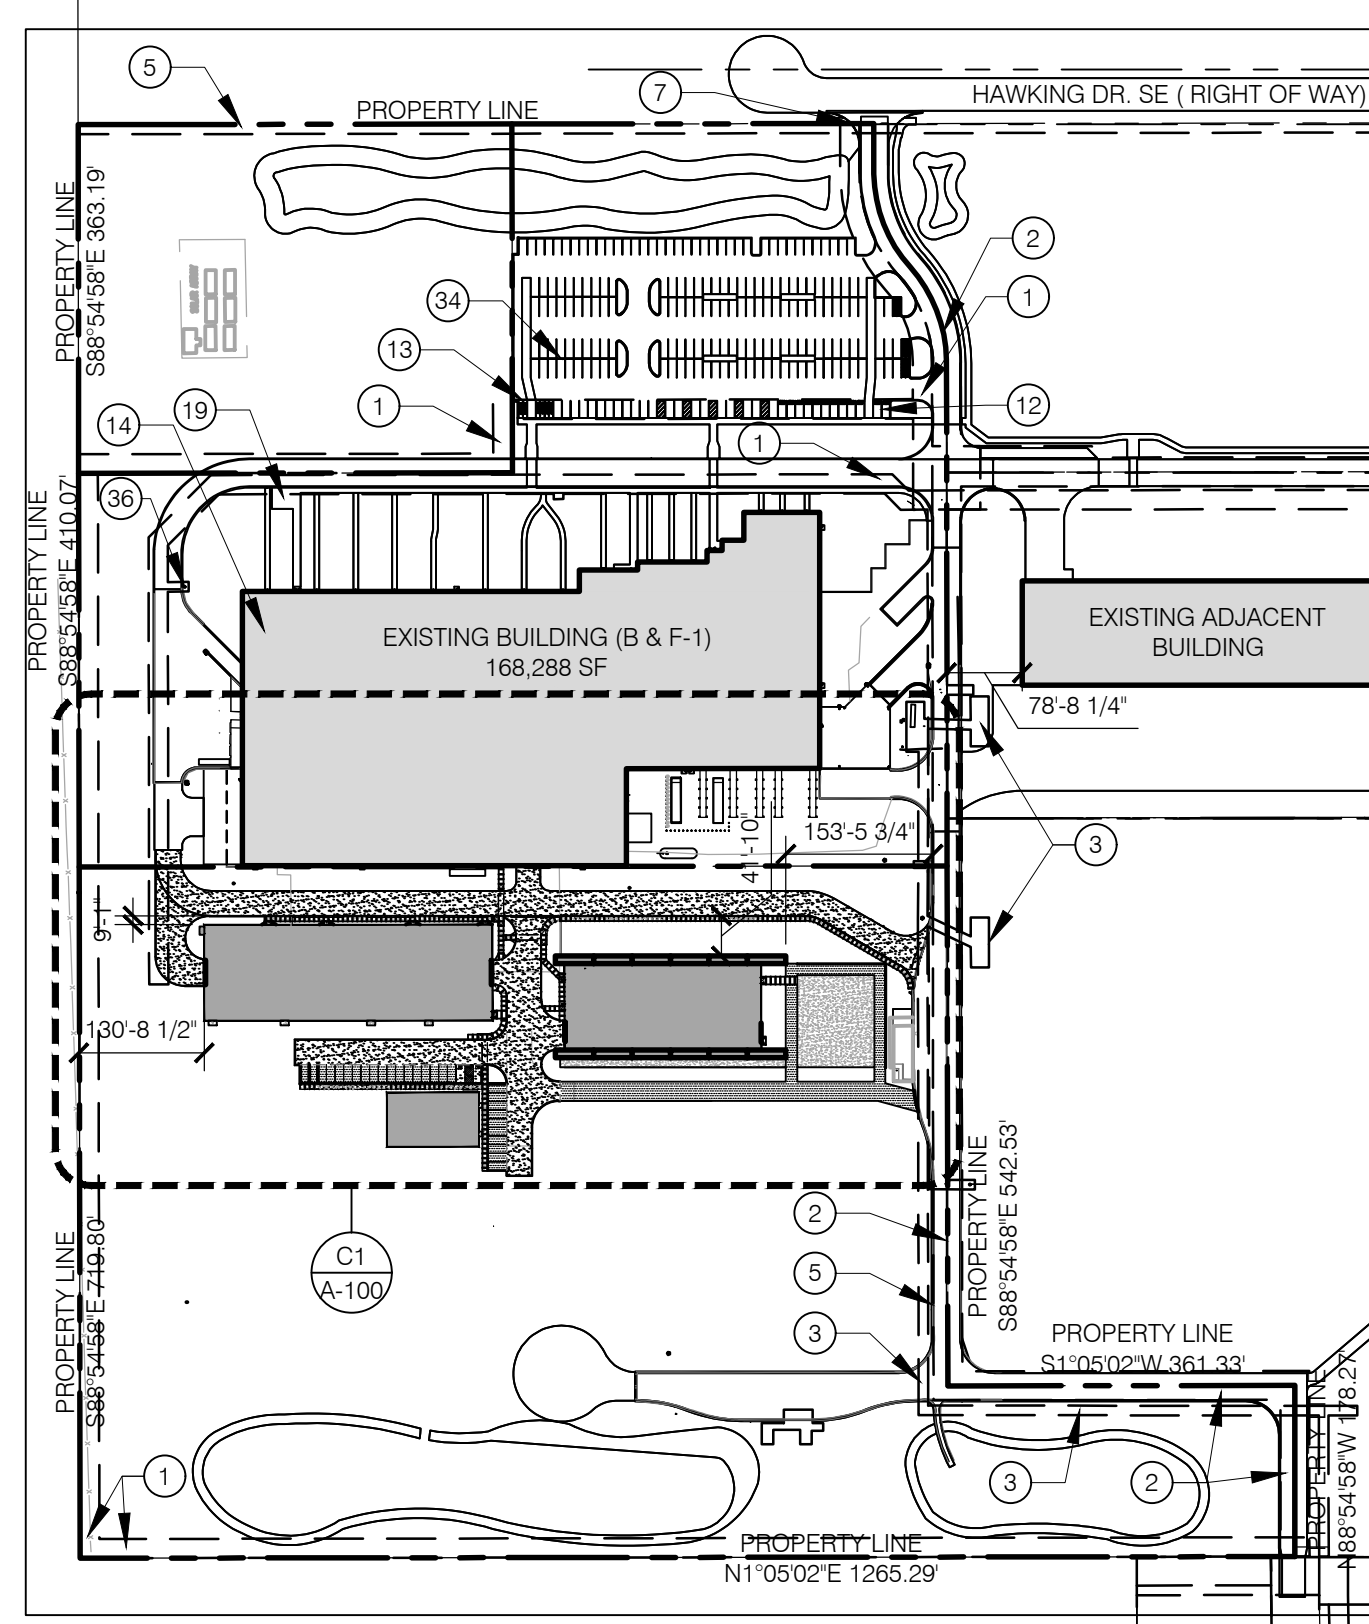 5
7
HAWKING DR. SE ( RIGHT OF WAY)
PROPERTY LINE
PROPERTY LINE
S88°54'58"E 363.19'
2
1
34
13
1
12
19
14
1
36
PROPERTY LINE
S88°54'58"E 410.07'
EXISTING BUILDING (B & F-1)
168,288 SF
EXISTING ADJACENT
BUILDING
78'-8 1/4"
153'-5 3/4"
41'-10"
3
9'-1"
130'-8 1/2"
PROPERTY LINE
S88°54'58"E 542.53'
C1
A-100
2
5
3
PROPERTY LINE
S88°54'58"E 719.80'
PROPERTY LINE
S1°05'02"W 361.33'
PROPERTY LINE
N88°54'58"W 178.27'
1
3
2
PROPERTY LINE
N1°05'02"E 1265.29'